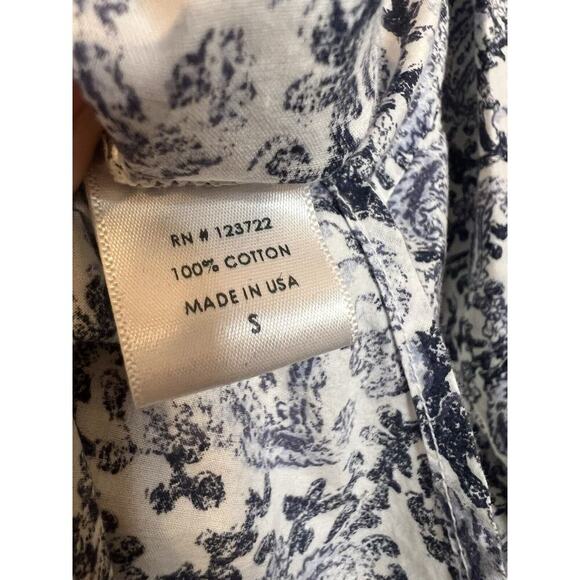 RN # 123722
100% COTTON
MADE IN USA
S